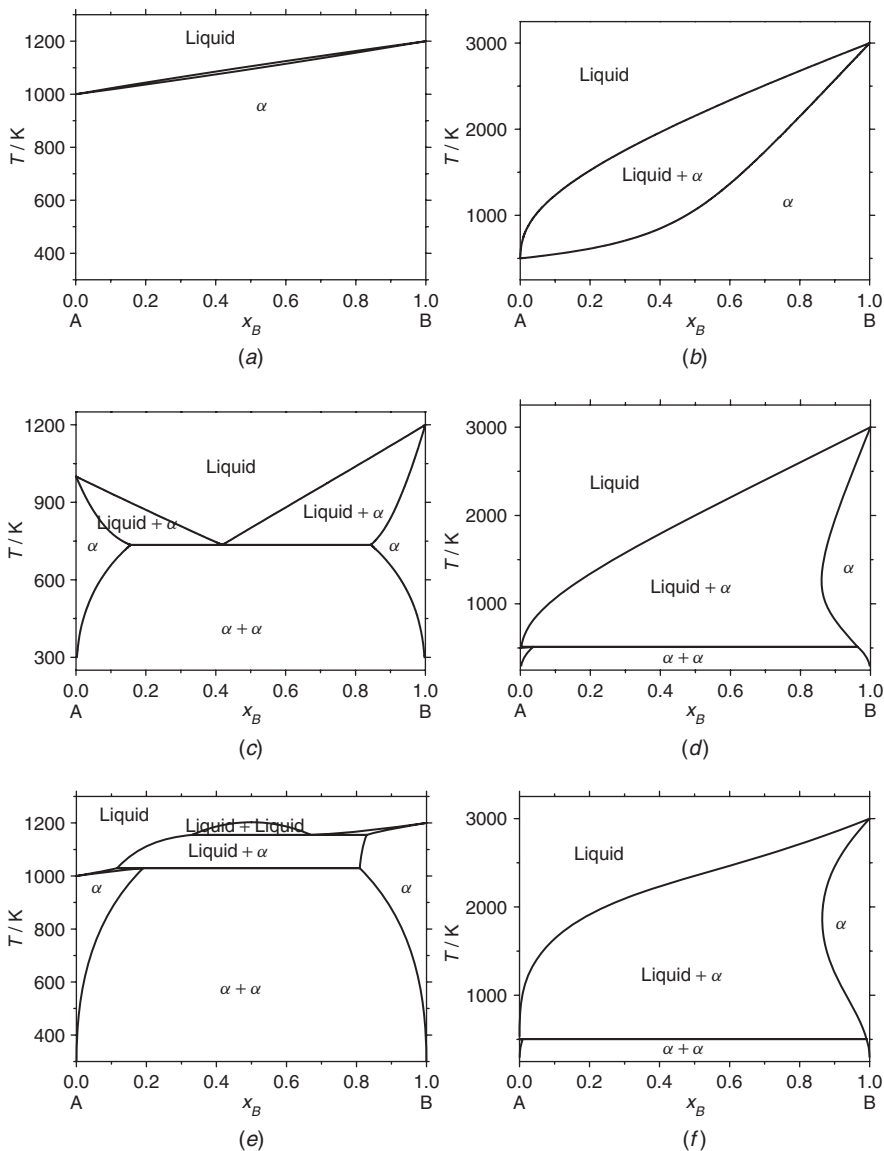 Liquid
1200
1000
α
T / K
800
600
400
0.0 0.2 0.4 0.6 0.8 1.0
A x_B B
(a)
3000
Liquid
2000
T / K
Liquid + α
α
1000
0.0 0.2 0.4 0.6 0.8 1.0
A x_B B
(b)
1200
Liquid
900
Liquid + α
Liquid + α
T / K
α
α
600
α + α
300
0.0 0.2 0.4 0.6 0.8 1.0
A x_B B
(c)
3000
Liquid
2000
T / K
α
Liquid + α
1000
α + α
0.0 0.2 0.4 0.6 0.8 1.0
A x_B B
(d)
Liquid
1200
Liquid + Liquid
Liquid + α
1000
α
α
T / K
800
600
α + α
400
0.0 0.2 0.4 0.6 0.8 1.0
A x_B B
(e)
3000
Liquid
2000
T / K
α
Liquid + α
1000
α + α
0.0 0.2 0.4 0.6 0.8 1.0
A x_B B
(f)